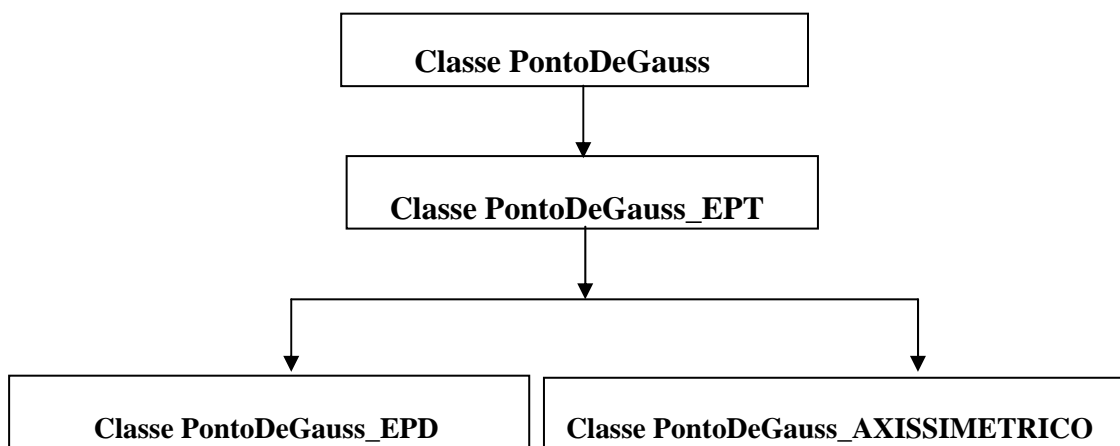 Classe PontoDeGauss
Classe PontoDeGauss_EPT
Classe PontoDeGauss_EPD
Classe PontoDeGauss_AXISSIMETRICO